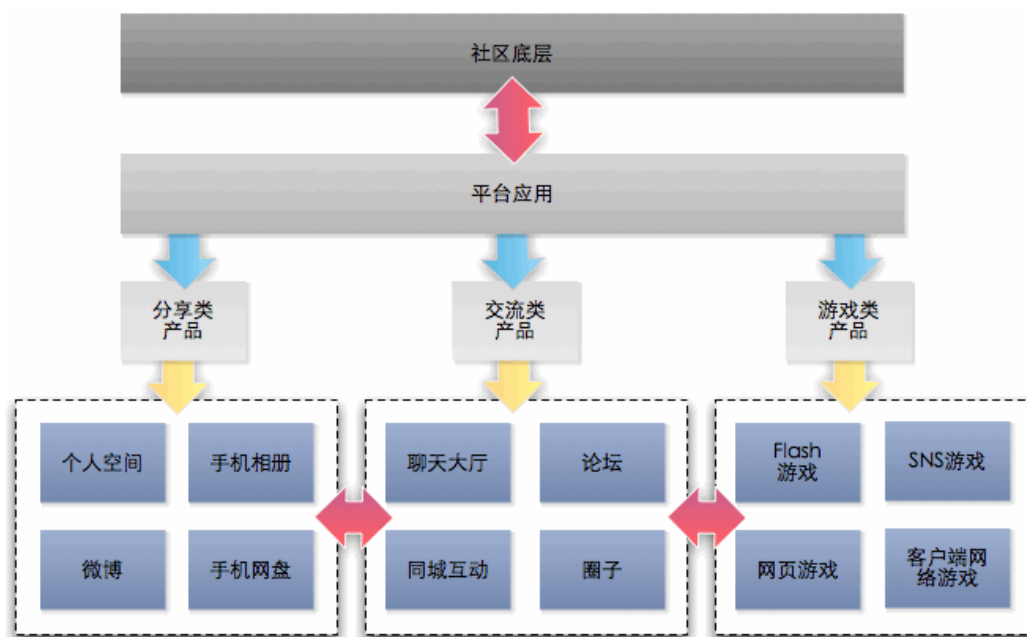 社区底层
平台应用
分享类
产品
交流类
产品
游戏类
产品
个人空间
手机相册
微博
手机网盘
聊天大厅
论坛
同城互动
圈子
Flash
游戏
SNS游戏
网页游戏
客户端网
络游戏